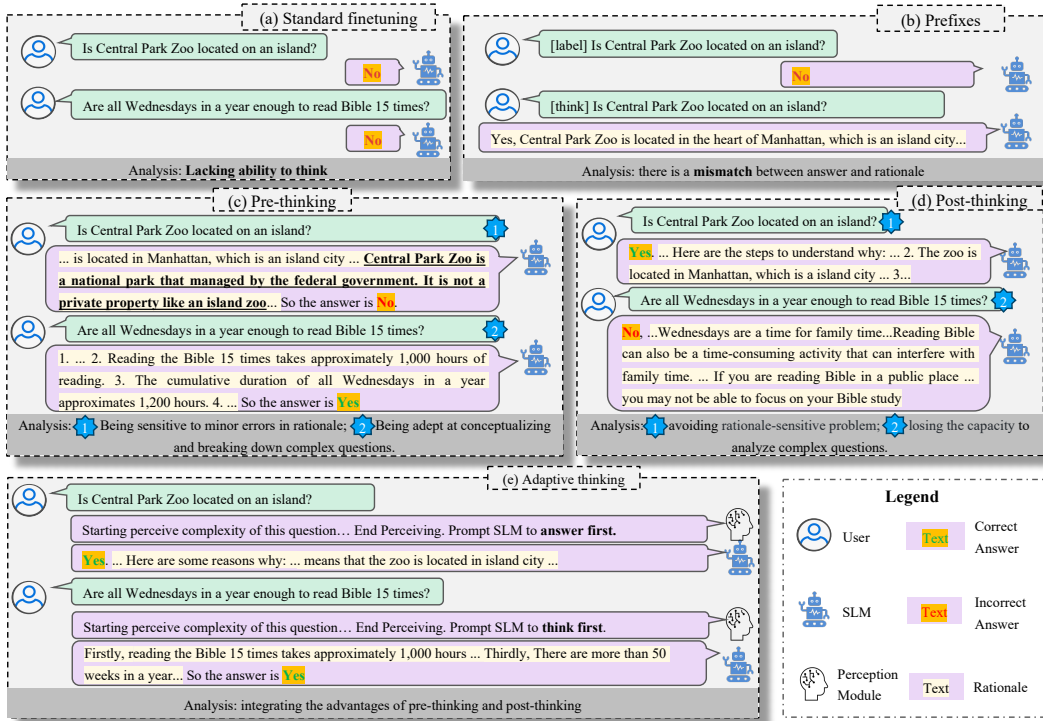 (a) Standard finetuning
Is Central Park Zoo located on an island?
No
Are all Wednesdays in a year enough to read Bible 15 times?
No
Analysis: Lacking ability to think
(b) Prefixes
[label] Is Central Park Zoo located on an island?
No
[think] Is Central Park Zoo located on an island?
Yes, Central Park Zoo is located in the heart of Manhattan, which is an island city...
Analysis: there is a mismatch between answer and rationale
(c) Pre-thinking
Is Central Park Zoo located on an island?
1
... is located in Manhattan, which is an island city ... Central Park Zoo is
a national park that managed by the federal government. It is not a
private property like an island zoo... So the answer is No.
Are all Wednesdays in a year enough to read Bible 15 times?
2
1. ... 2. Reading the Bible 15 times takes approximately 1,000 hours of
reading. 3. The cumulative duration of all Wednesdays in a year
approximates 1,200 hours. 4. ... So the answer is Yes
Analysis: 1 Being sensitive to minor errors in rationale; 2 Being adept at conceptualizing
and breaking down complex questions.
(d) Post-thinking
Is Central Park Zoo located on an island?
1
Yes. ... Here are the steps to understand why: ... 2. The zoo is
located in Manhattan, which is a island city ... 3...
Are all Wednesdays in a year enough to read Bible 15 times?
2
No, ...Wednesdays are a time for family time...Reading Bible
can also be a time-consuming activity that can interfere with
family time. ... If you are reading Bible in a public place ...
you may not be able to focus on your Bible study
Analysis: 1 avoiding rationale-sensitive problem; 2 losing the capacity to
analyze complex questions.
(e) Adaptive thinking
Is Central Park Zoo located on an island?
Starting perceive complexity of this question… End Perceiving. Prompt SLM to answer first.
Yes. ... Here are some reasons why: ... means that the zoo is located in island city ...
Are all Wednesdays in a year enough to read Bible 15 times?
Starting perceive complexity of this question… End Perceiving. Prompt SLM to think first.
Firstly, reading the Bible 15 times takes approximately 1,000 hours ... Thirdly, There are more than 50
weeks in a year... So the answer is Yes
Analysis: integrating the advantages of pre-thinking and post-thinking
Legend
User
Text
Correct
Answer
SLM
Text
Incorrect
Answer
Perception
Module
Text
Rationale